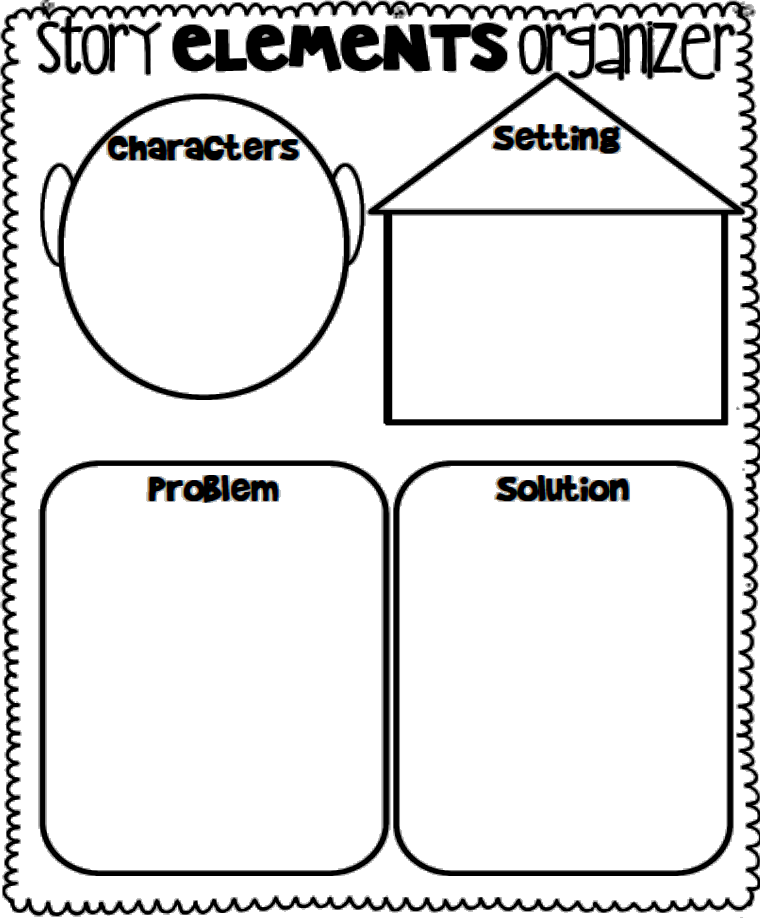 Story ELEMENTS organizer
Characters
Setting
Problem
Solution